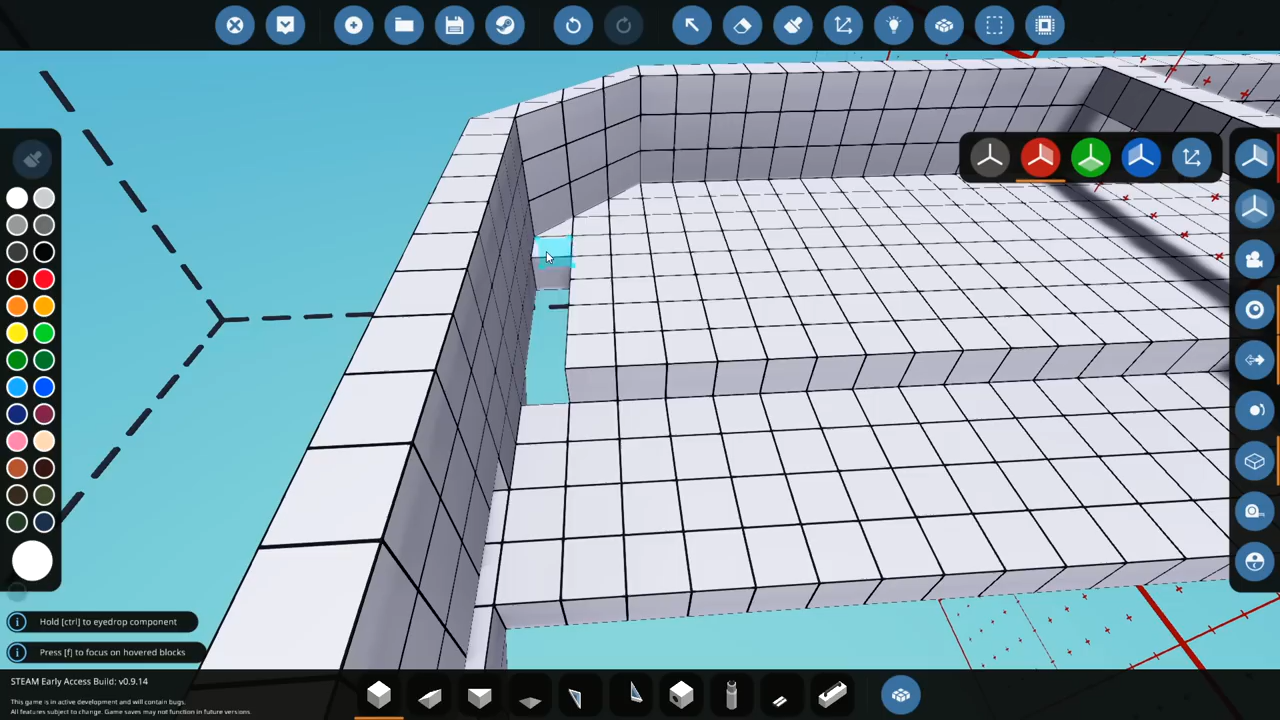 Hold [ctrl] to eyedrop component
Press [f] to focus on hovered blocks
STEAM Early Access Build: v0.9.14
This game is in active development and will contain bugs.
All features subject to change. Game saves may not function in future versions.